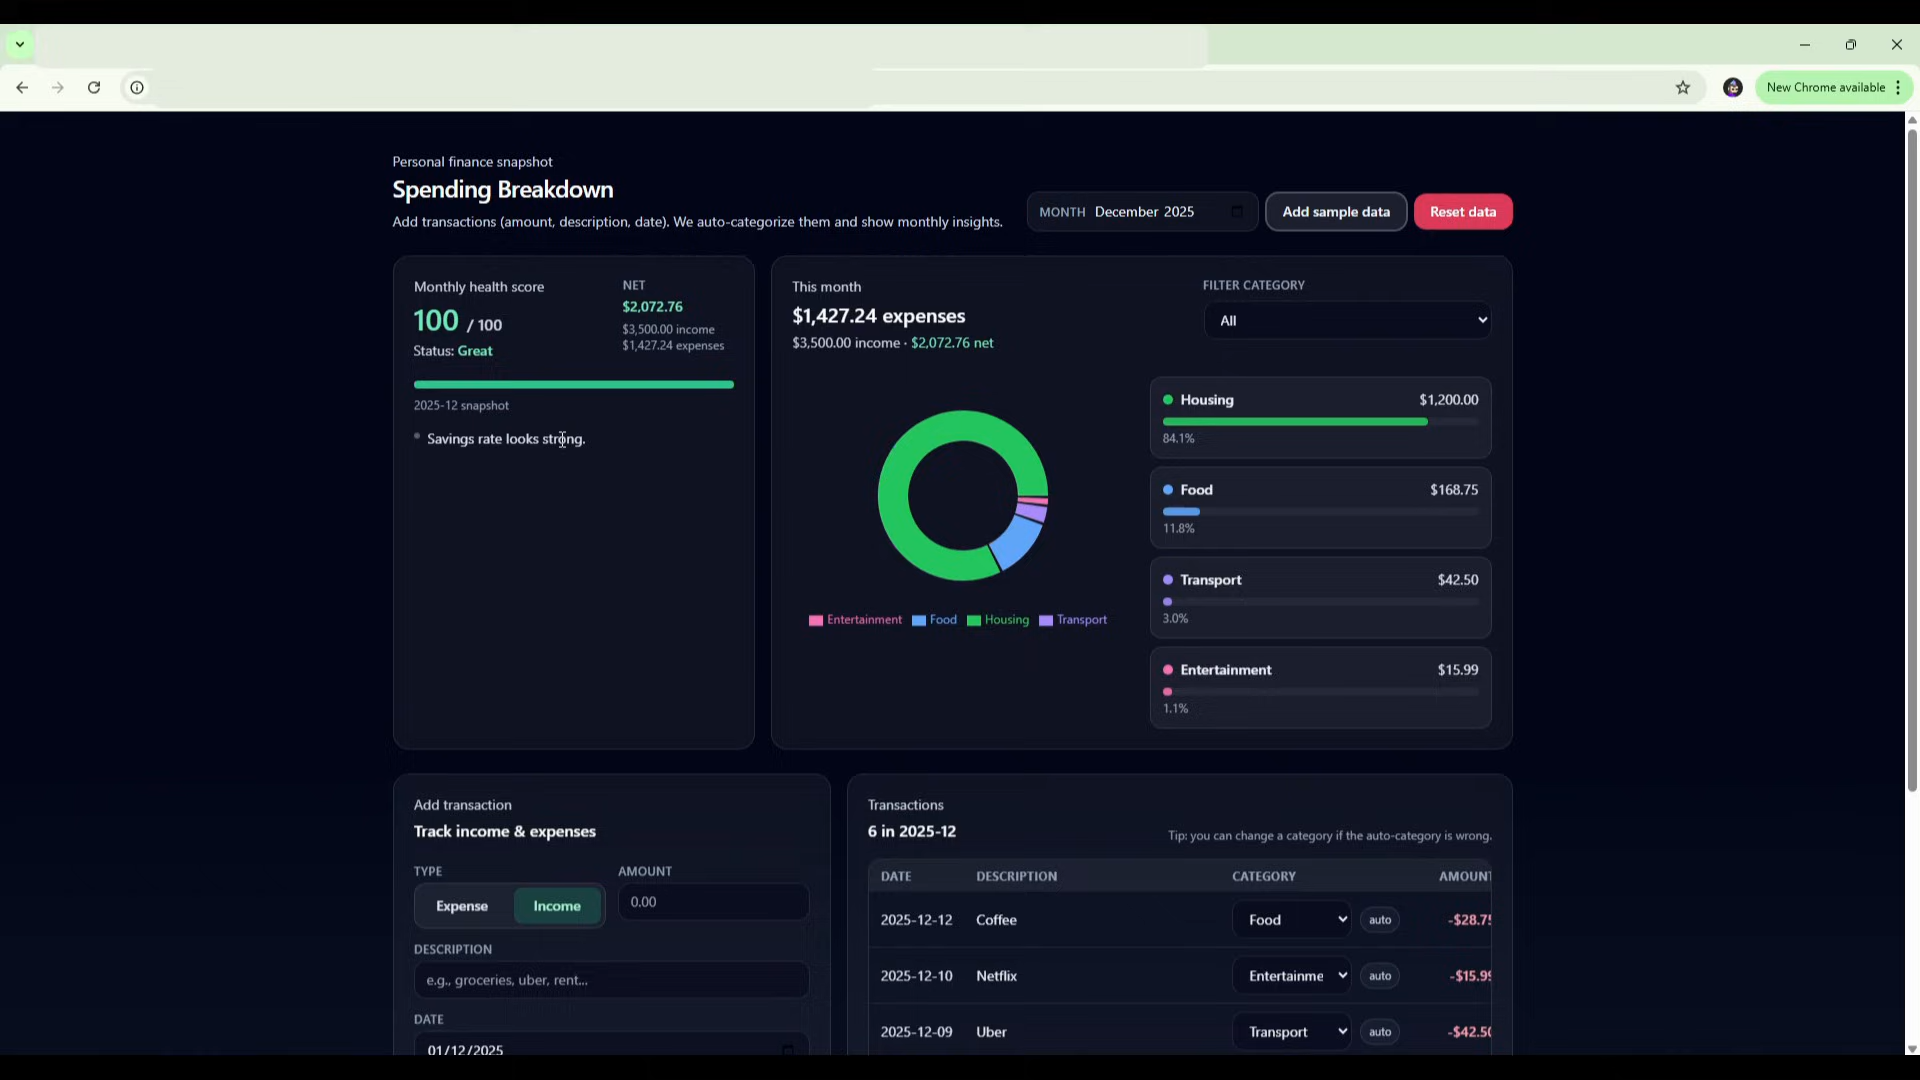 New Chrome available
Personal finance snapshot
Spending Breakdown
Add transactions (amount, description, date). We auto-categorize them and show monthly insights.
MONTH December 2025
Add sample data
Reset data
Monthly health score
100 / 100
Status: Great
NET
$2,072.76
$3,500.00 income
$1,427.24 expenses
2025-12 snapshot
Savings rate looks strong.
This month
$1,427.24 expenses
$3,500.00 income · $2,072.76 net
FILTER CATEGORY
All
Entertainment Food Housing Transport
Housing $1,200.00
84.1%
Food $168.75
11.8%
Transport $42.50
3.0%
Entertainment $15.99
1.1%
Add transaction
Track income & expenses
TYPE
Expense Income
AMOUNT
0.00
DESCRIPTION
e.g., groceries, uber, rent...
DATE
01/12/2025
Transactions
6 in 2025-12
Tip: you can change a category if the auto-category is wrong.
DATE DESCRIPTION CATEGORY AMOUNT
2025-12-12 Coffee Food auto -$28.75
2025-12-10 Netflix Entertainme auto -$15.99
2025-12-09 Uber Transport auto -$42.50